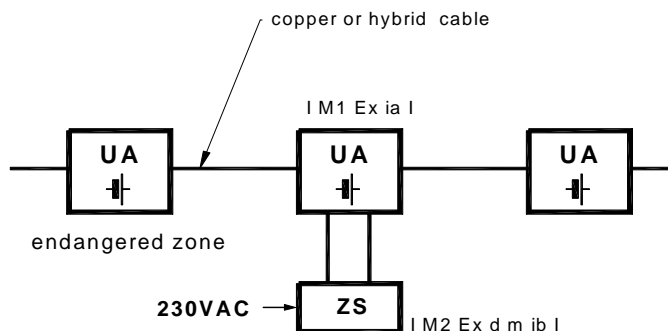 copper or hybrid cable
I M1 Ex ia I
UA
UA
UA
endangered zone
230VAC
ZS
I M2 Ex d m ib I